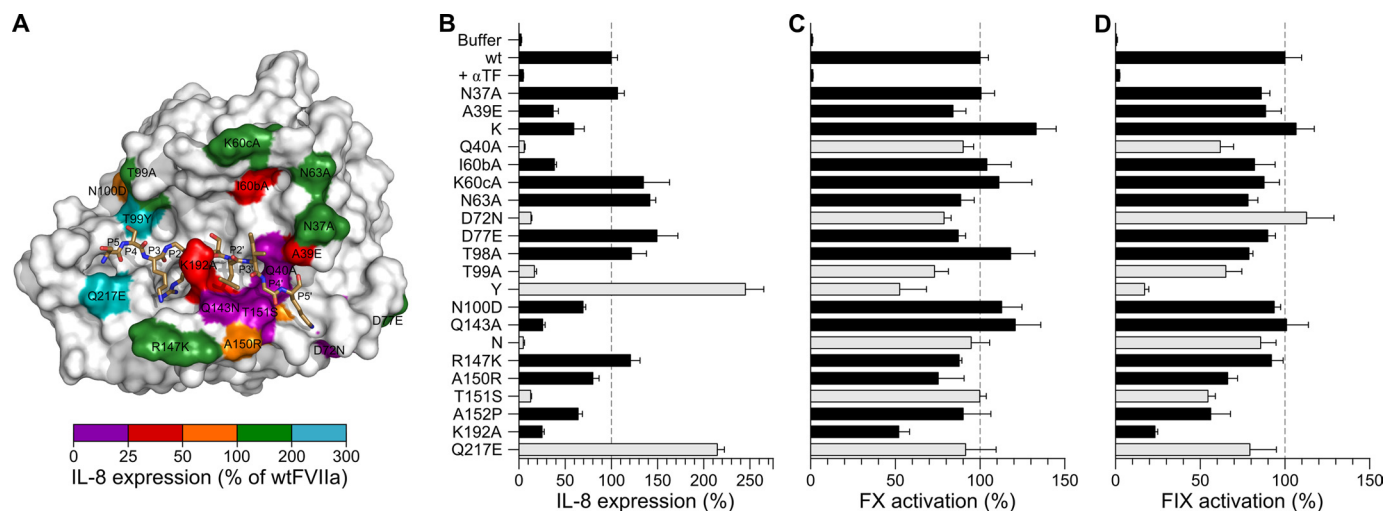 A
K60cA
T99A
N63A
N100D
I60bA
T99Y
N37A
P5
P4
P3
P2
P2'
A39E
K192A
P3'
Q40A
P4'
Q217E
P5'
Q143N
T151S
D77E
R147K
A150R
D72N
0 25 50 100 200 300
IL-8 expression (% of wtFVIIa)
B
Buffer
wt
+ αTF
N37A
A39E
K
Q40A
I60bA
K60cA
N63A
D72N
D77E
T98A
T99A
Y
N100D
Q143A
N
R147K
A150R
T151S
A152P
K192A
Q217E
0 50 100 150 200 250
IL-8 expression (%)
C
0 50 100 150
FX activation (%)
D
0 50 100 150
FIX activation (%)